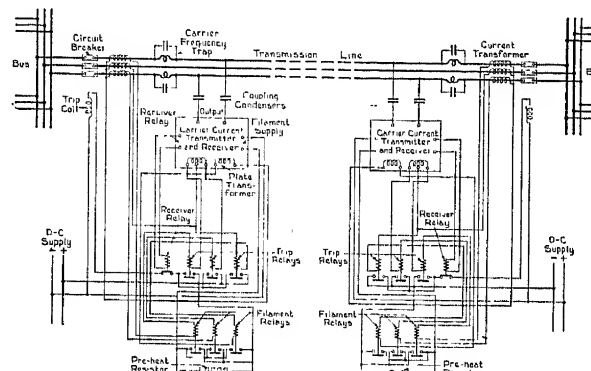 Circuit
Breaker
Carrier
Frequency
Trap
Transmission Line
Current
Transformer
Bus
B
Trip
Coil
Coupling
Condensers
Receiver
Relay
Output
Filament
Supply
Carrier Current
Transmitter
and Receiver
Plate
Trans-
former
Carrier Current
Transmitter
and Receiver
Receiver
Relay
Receiver
Relay
D-C
Supply
- +
D-C
Supply
- +
Trip
Relays
Trip
Relays
Filament
Relays
Filament
Relays
Pre-heat
Resistor
Pre-heat